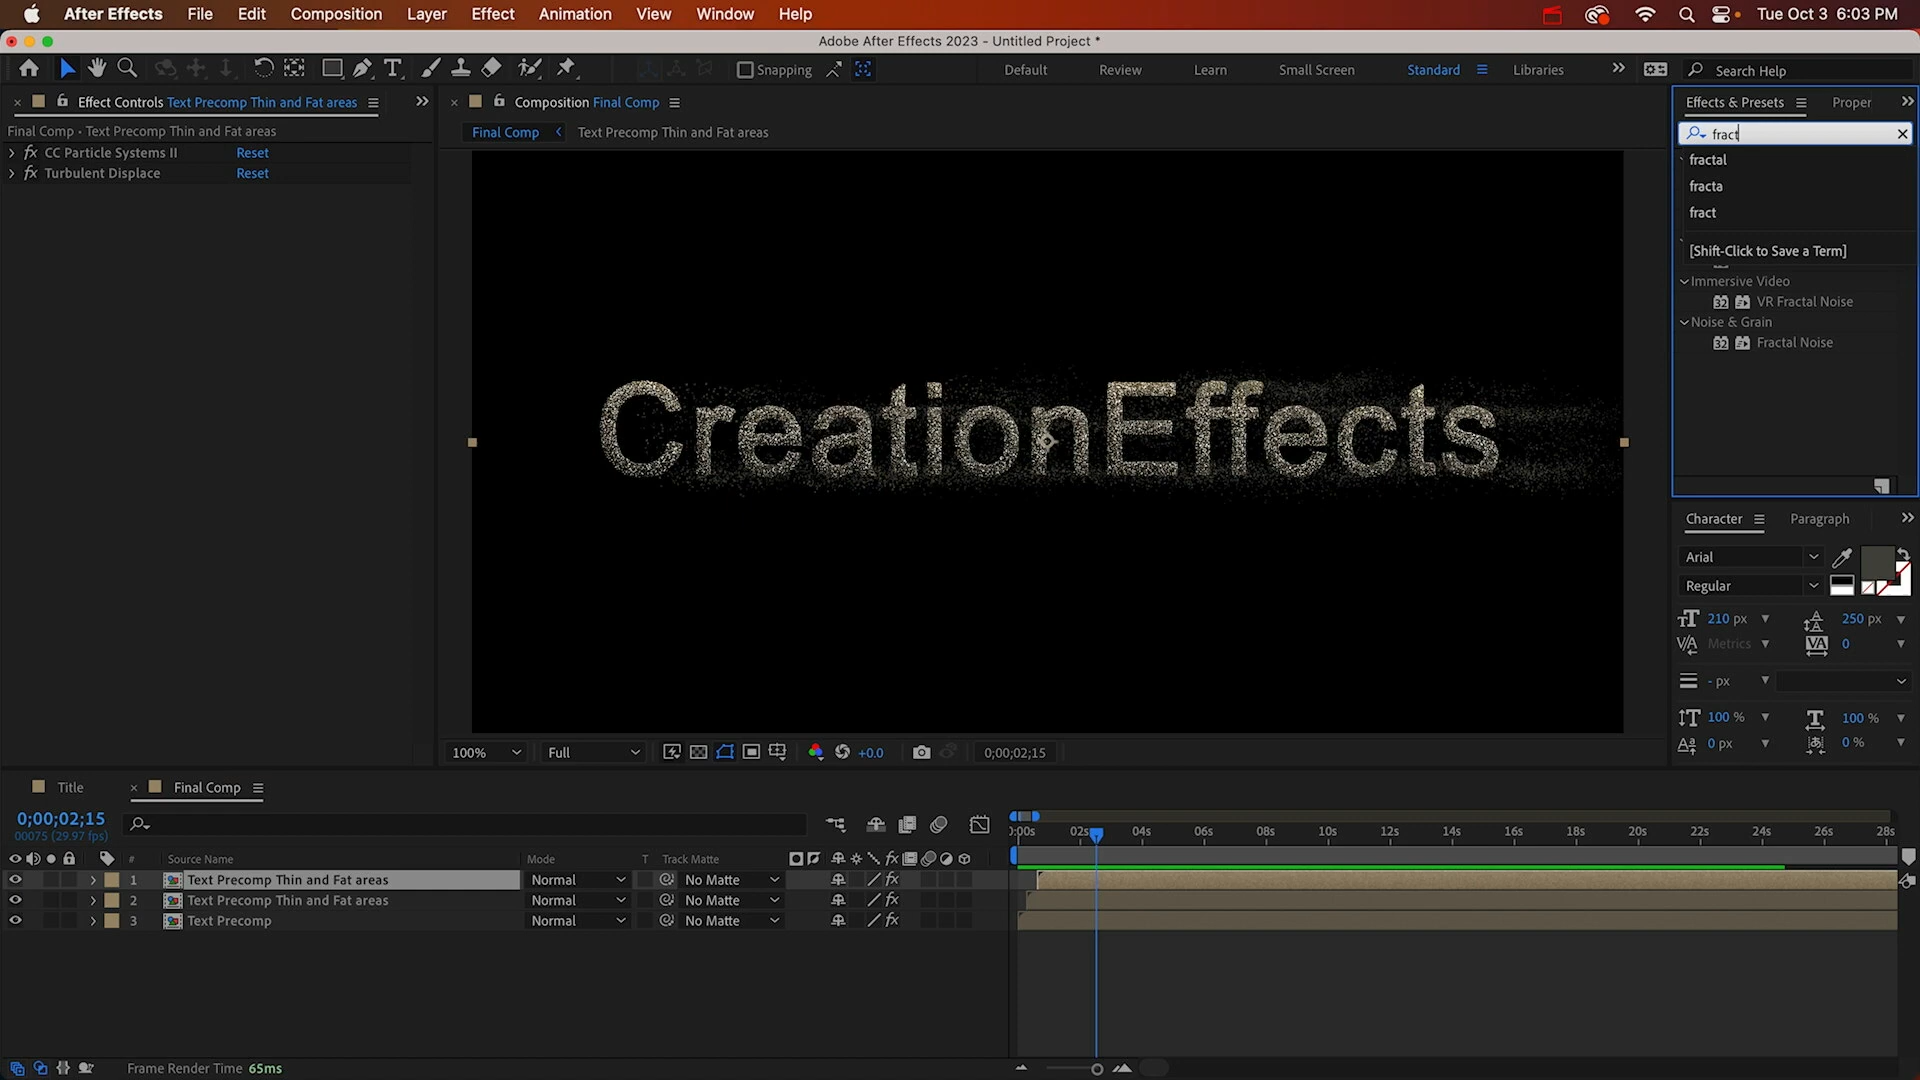 After Effects File Edit Composition Layer Effect Animation View Window Help Tue Oct 3 6:03 PM
Adobe After Effects 2023 - Untitled Project *
Snapping Default Review Learn Small Screen Standard Libraries Search Help
Effect Controls Text Precomp Thin and Fat areas
Final Comp • Text Precomp Thin and Fat areas
fx CC Particle Systems II Reset
fx Turbulent Displace Reset
Composition Final Comp
Final Comp Text Precomp Thin and Fat areas
CreationEffects
100% Full +0.0 0;00;02;15
Effects & Presets Proper
fract
fractal
fracta
fract
[Shift-Click to Save a Term]
Immersive Video
32 VR Fractal Noise
Noise & Grain
32 Fractal Noise
Character Paragraph
Arial
Regular
210 px 250 px
Metrics 0
- px
100 % 100 %
0 px 0 %
Title Final Comp
0;00;02;15
00075 (29.97 fps)
# Source Name Mode T Track Matte
1 Text Precomp Thin and Fat areas Normal No Matte
2 Text Precomp Thin and Fat areas Normal No Matte
3 Text Precomp Normal No Matte
0:00s 02s 04s 06s 08s 10s 12s 14s 16s 18s 20s 22s 24s 26s 28s
Frame Render Time 65ms